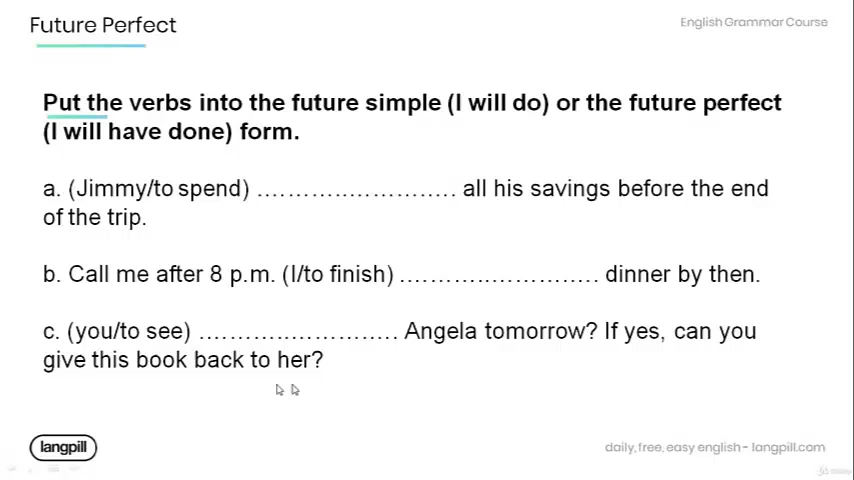 Future Perfect
English Grammar Course
Put the verbs into the future simple (I will do) or the future perfect
(I will have done) form.
a. (Jimmy/to spend) ……………………….. all his savings before the end
of the trip.
b. Call me after 8 p.m. (I/to finish) ……………………….. dinner by then.
c. (you/to see) ……………………….. Angela tomorrow? If yes, can you
give this book back to her?
langpill
daily, free, easy english - langpill.com